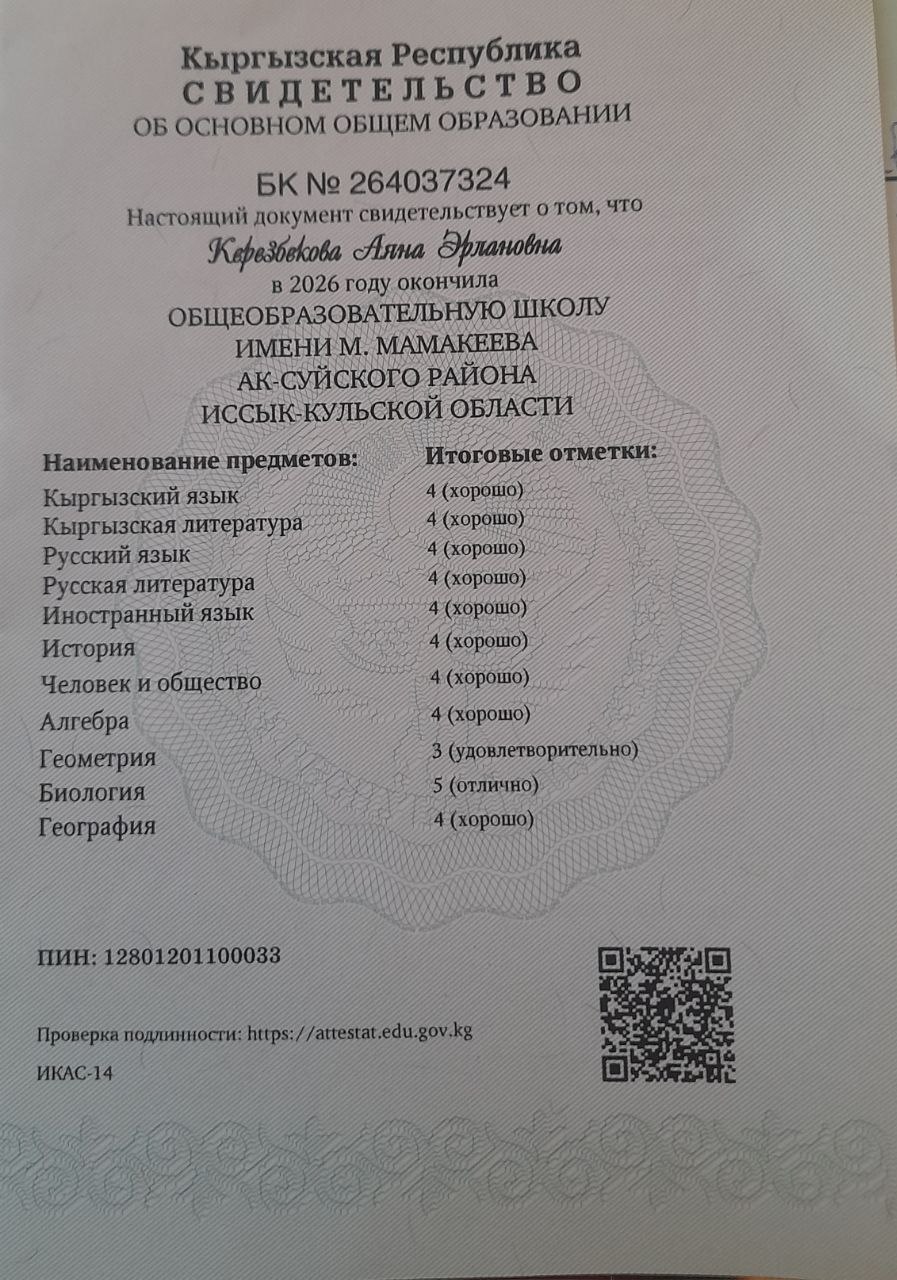 Кыргызская Республика
СВИДЕТЕЛЬСТВО
ОБ ОСНОВНОМ ОБЩЕМ ОБРАЗОВАНИИ
БК № 264037324
Настоящий документ свидетельствует о том, что
Керезбекова Аяна Эрлановна
в 2026 году окончила
ОБЩЕОБРАЗОВАТЕЛЬНУЮ ШКОЛУ
ИМЕНИ М. МАМАКЕЕВА
АК-СУЙСКОГО РАЙОНА
ИССЫК-КУЛЬСКОЙ ОБЛАСТИ
Наименование предметов: Итоговые отметки:
Кыргызский язык 4 (хорошо)
Кыргызская литература 4 (хорошо)
Русский язык 4 (хорошо)
Русская литература 4 (хорошо)
Иностранный язык 4 (хорошо)
История 4 (хорошо)
Человек и общество 4 (хорошо)
Алгебра 4 (хорошо)
Геометрия 3 (удовлетворительно)
Биология 5 (отлично)
География 4 (хорошо)
ПИН: 12801201100033
Проверка подлинности: https://attestat.edu.gov.kg
ИКАС-14